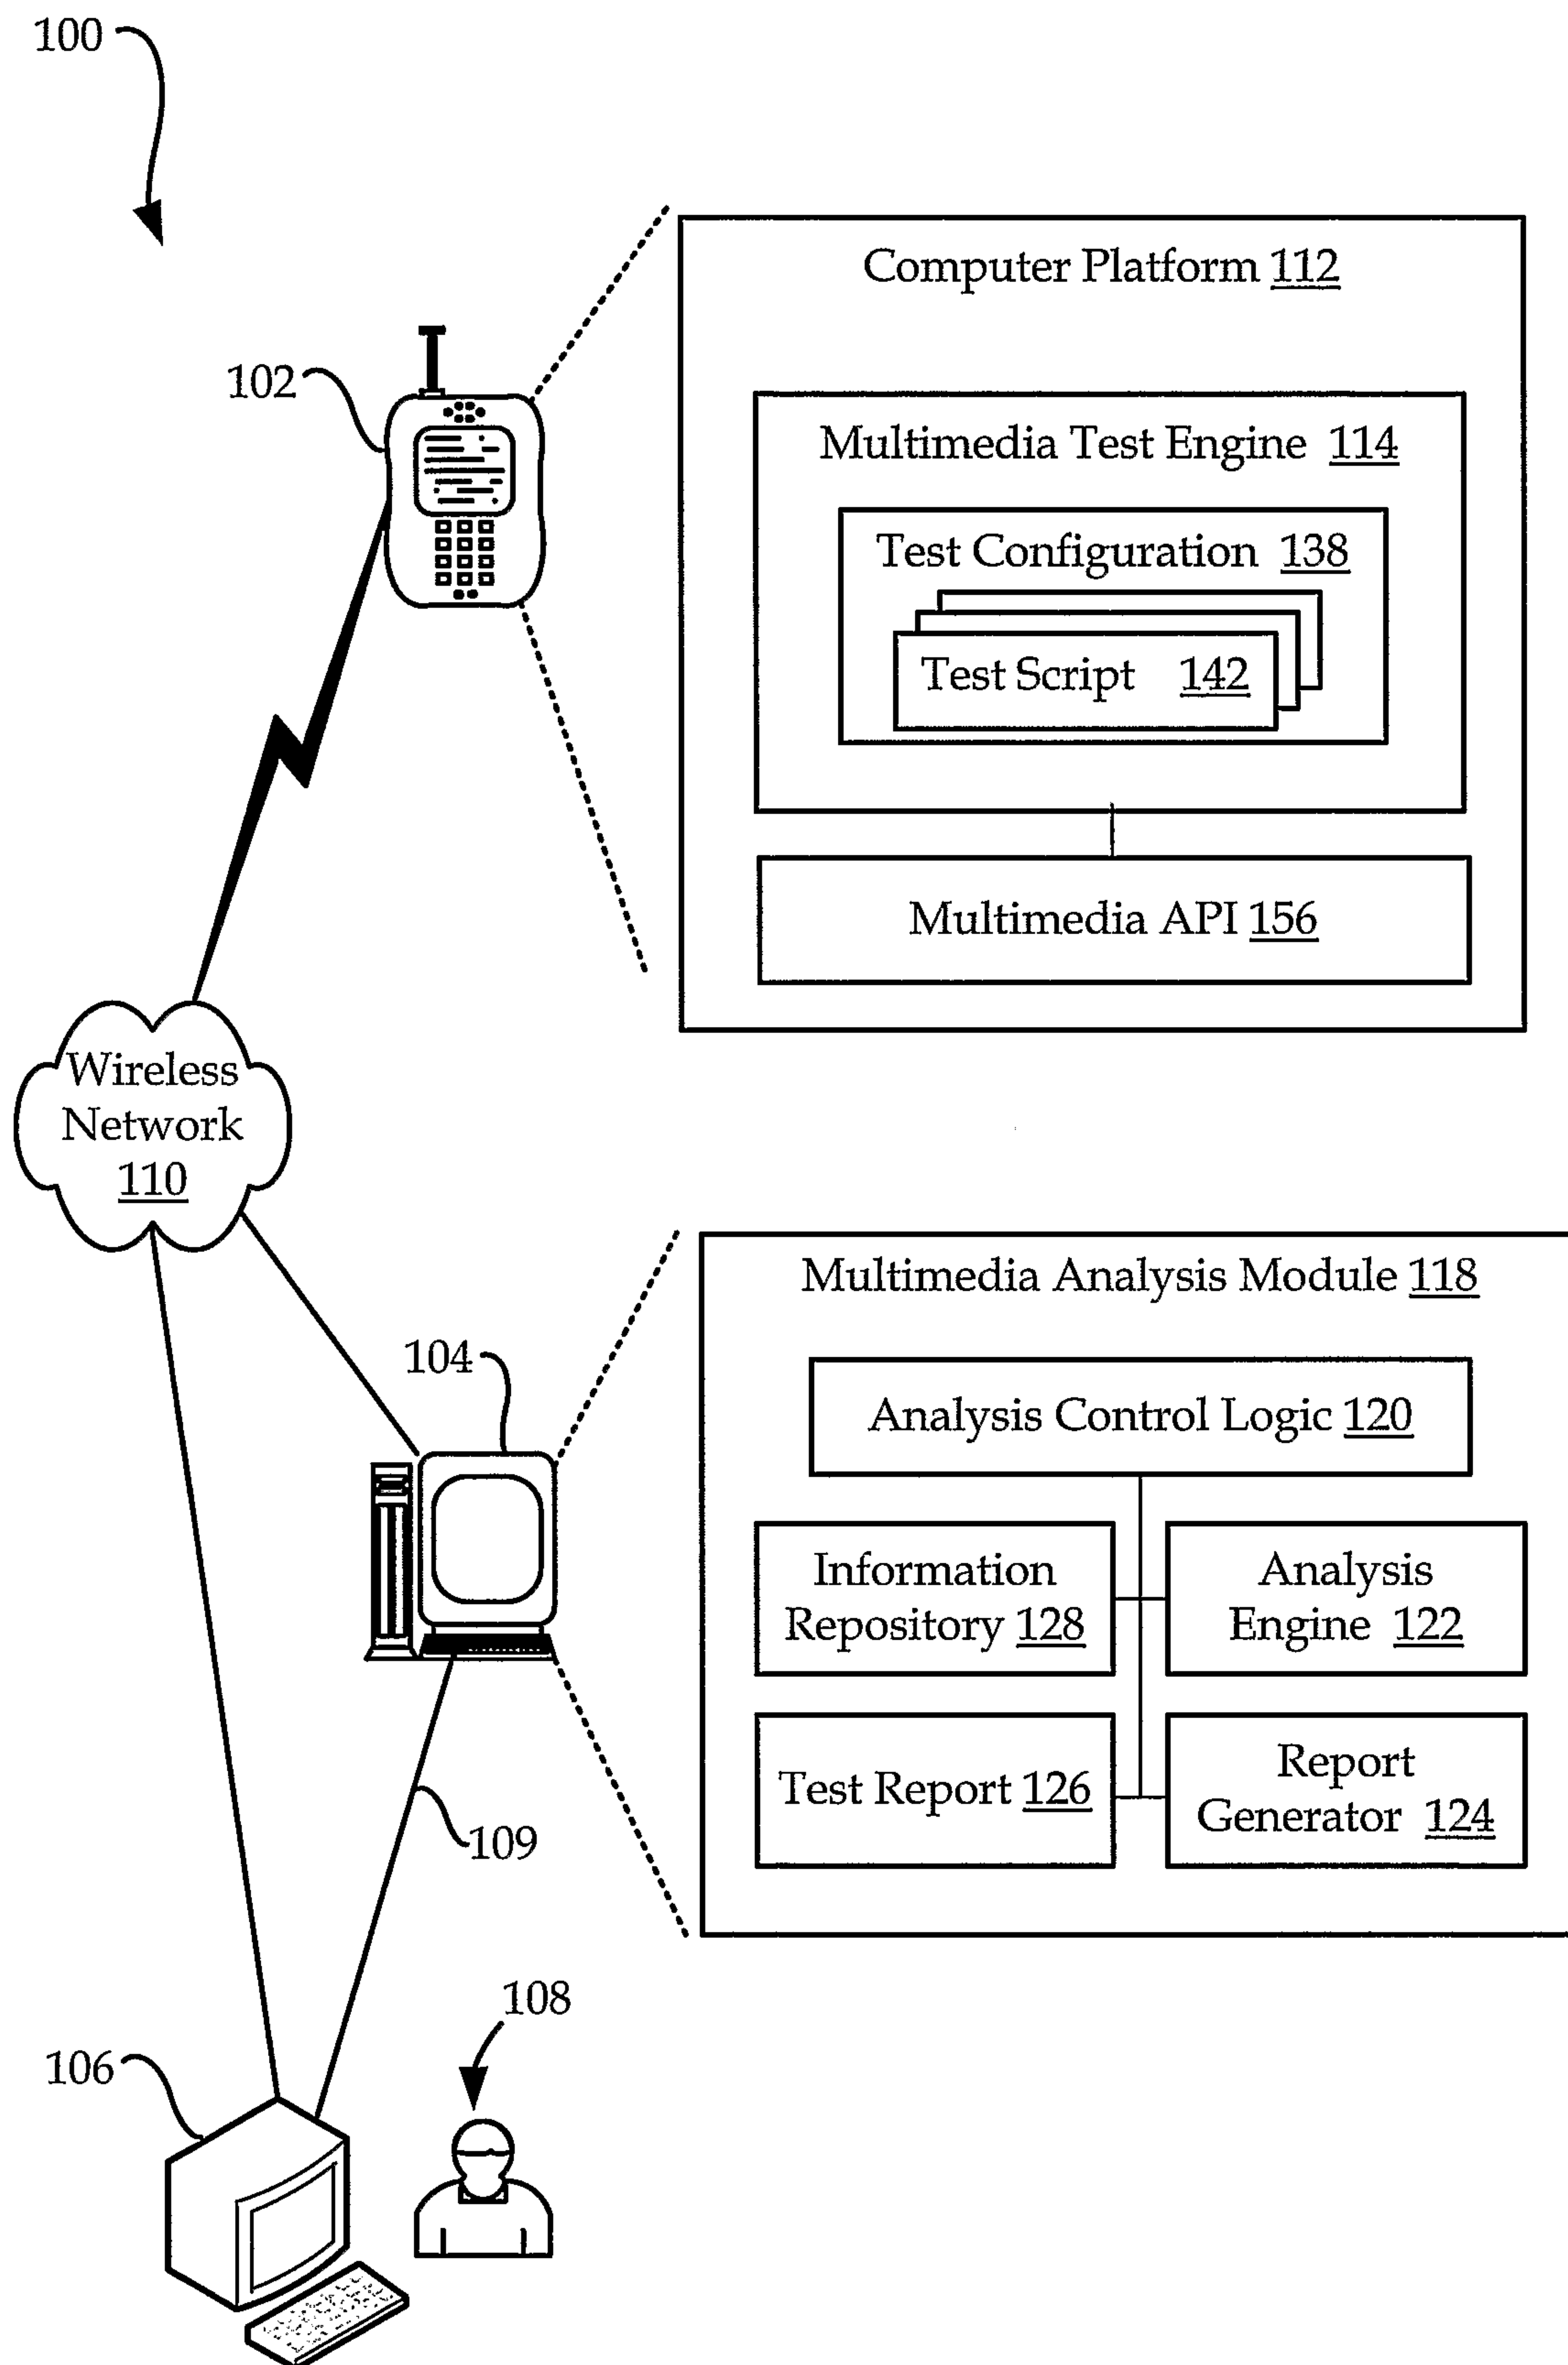 100
Computer Platform 112
102
Multimedia Test Engine 114
Test Configuration 138
Test Script 142
Multimedia API 156
Wireless
Network
110
Multimedia Analysis Module 118
104
Analysis Control Logic 120
Information
Repository 128
Analysis
Engine 122
Test Report 126
Report
Generator 124
109
108
106